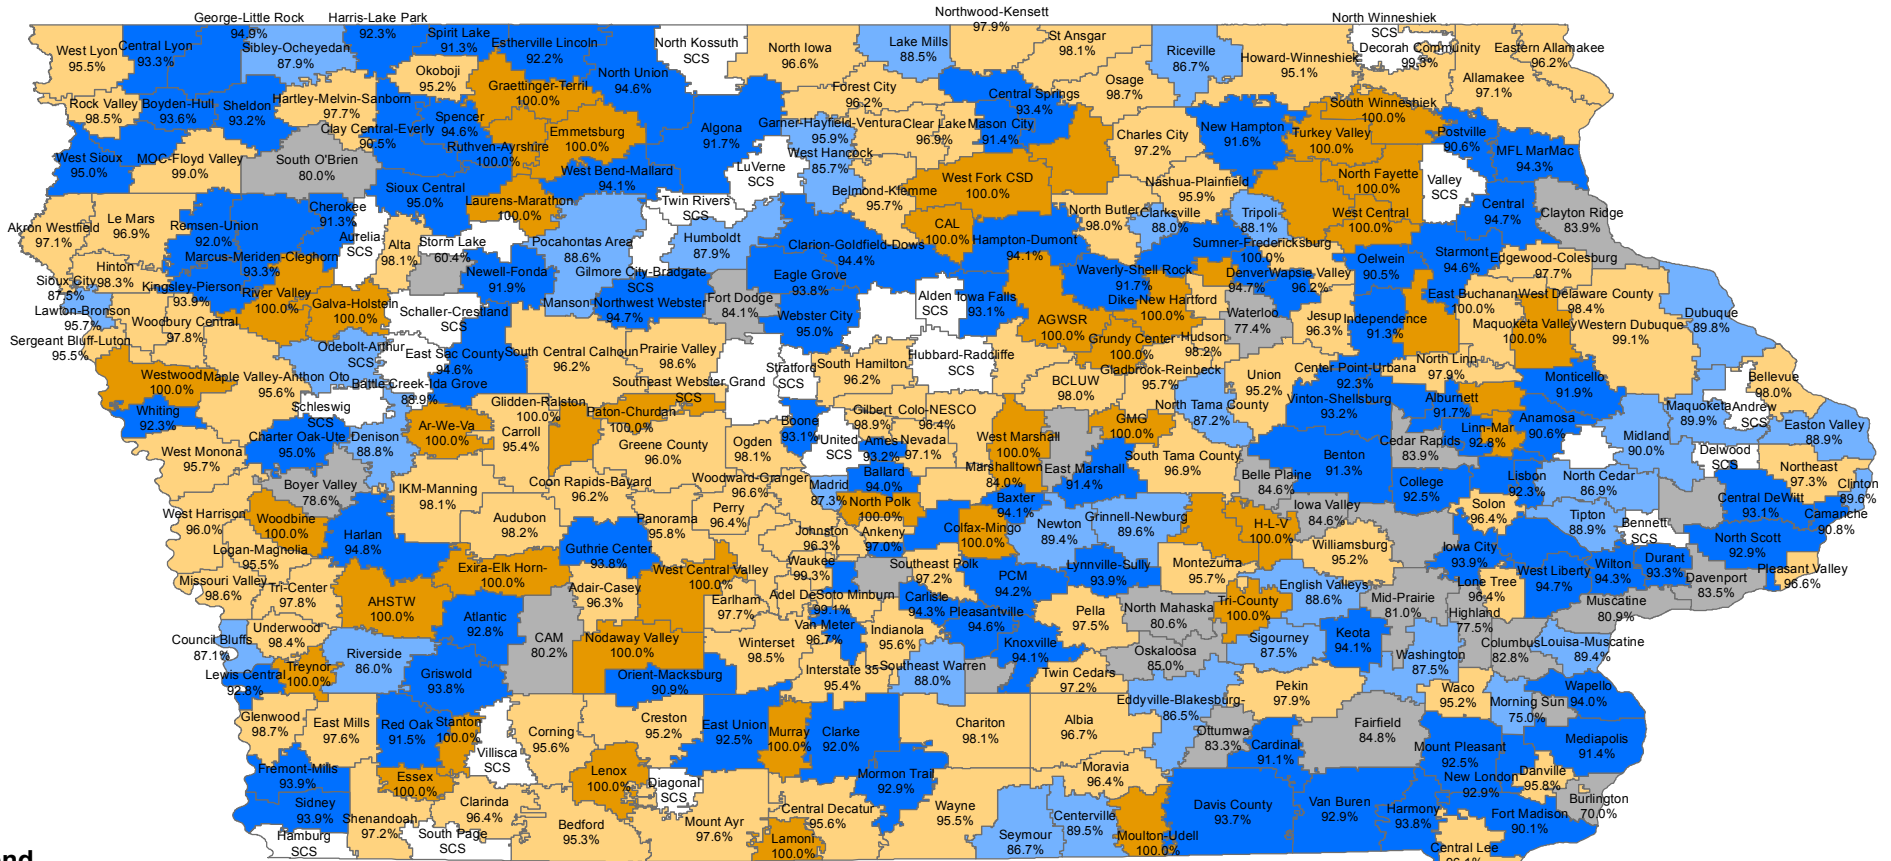 George-Little Rock
94.9%
Harris-Lake Park
92.3%
Northwood-Kensett
97.9%
North Winneshiek
SCS
West Lyon
95.5%
Central Lyon
93.3%
Sibley-Ocheyedan
87.9%
Spirit Lake
91.3%
Estherville Lincoln
92.2%
North Kossuth
SCS
North Iowa
96.6%
Lake Mills
88.5%
St Ansgar
98.1%
Riceville
86.7%
Howard-Winneshiek
95.1%
Decorah Community
99.3%
Eastern Allamakee
96.2%
Okoboji
95.2%
Graettinger-Terril
100.0%
North Union
94.6%
Forest City
96.2%
Central Springs
93.4%
Osage
98.7%
Allamakee
97.1%
Rock Valley
98.5%
Boyden-Hull
93.6%
Sheldon
93.2%
Hartley-Melvin-Sanborn
97.7%
Spencer
94.6%
Emmetsburg
100.0%
Algona
91.7%
Garner-Hayfield-Ventura
95.9%
Clear Lake
96.9%
Mason City
91.4%
Charles City
97.2%
New Hampton
91.6%
Turkey Valley
100.0%
South Winneshiek
100.0%
Postville
90.6%
MFL MarMac
94.3%
Clay Central-Everly
90.5%
Ruthven-Ayrshire
100.0%
West Sioux
95.0%
MOC-Floyd Valley
99.0%
South O'Brien
80.0%
Sioux Central
95.0%
West Bend-Mallard
94.1%
LuVerne
SCS
West Hancock
85.7%
Belmond-Klemme
95.7%
West Fork CSD
100.0%
Nashua-Plainfield
95.9%
North Fayette
100.0%
Valley
SCS
Laurens-Marathon
100.0%
Twin Rivers
SCS
Central
94.7%
Clayton Ridge
83.9%
Akron Westfield
97.1%
Le Mars
96.9%
Remsen-Union
92.0%
Cherokee
91.3%
Aurelia
SCS
Alta
98.1%
Storm Lake
60.4%
Pocahontas Area
88.6%
Humboldt
87.9%
Clarion-Goldfield-Dows
94.4%
CAL
100.0%
Hampton-Dumont
94.1%
North Butler
98.0%
Clarksville
88.0%
Tripoli
88.1%
West Central
100.0%
Sumner-Fredericksburg
100.0%
Starmont
94.6%
Edgewood-Colesburg
97.7%
Marcus-Meriden-Cleghorn
93.3%
Hinton
98.3%
Sioux City
87.5%
Kingsley-Pierson
93.9%
River Valley
100.0%
Galva-Holstein
100.0%
Newell-Fonda
91.9%
Gilmore City-Bradgate
SCS
Manson Northwest Webster
94.7%
Fort Dodge
84.1%
Eagle Grove
93.8%
Webster City
95.0%
Alden
SCS
Iowa Falls
93.1%
Waverly-Shell Rock
91.7%
Denver
94.7%
Wapsie Valley
96.2%
Oelwein
90.5%
Lawton-Bronson
95.7%
Woodbury Central
97.8%
Schaller-Crestland
SCS
AGWSR
100.0%
Dike-New Hartford
100.0%
Waterloo
77.4%
Jesup
96.3%
Independence
91.3%
East Buchanan
100.0%
West Delaware County
98.4%
Maquoketa Valley
100.0%
Western Dubuque
99.1%
Dubuque
89.8%
Sergeant Bluff-Luton
95.5%
Odebolt-Arthur
SCS
East Sac County
94.6%
South Central Calhoun
96.2%
Prairie Valley
98.6%
Stratford
SCS
South Hamilton
96.2%
Hubbard-Radcliffe
SCS
Grundy Center
100.0%
Hudson
98.2%
Westwood
100.0%
Maple Valley-Anthon Oto
95.6%
Battle Creek-Ida Grove
88.9%
Southeast Webster Grand
SCS
BCLUW
98.0%
Gladbrook-Reinbeck
95.7%
Union
95.2%
Center Point-Urbana
92.3%
North Linn
97.9%
Monticello
91.9%
Bellevue
98.0%
Whiting
92.3%
Schleswig
SCS
Ar-We-Va
100.0%
Glidden-Ralston
100.0%
Paton-Churdan
100.0%
Boone
93.1%
Gilbert
98.9%
Colo-NESCO
96.4%
GMG
100.0%
North Tama County
87.2%
Vinton-Shellsburg
93.2%
Alburnett
91.7%
Anamosa
90.6%
Maquoketa
89.9%
Andrew
SCS
Easton Valley
88.9%
Charter Oak-Ute
95.0%
Denison
88.8%
Carroll
95.4%
Greene County
96.0%
Ogden
98.1%
United
SCS
Ames
93.2%
Nevada
97.1%
West Marshall
100.0%
Linn-Mar
92.8%
Cedar Rapids
83.9%
Midland
90.0%
Delwood
SCS
West Monona
95.7%
Boyer Valley
78.6%
IKM-Manning
98.1%
Coon Rapids-Bayard
96.2%
Woodward-Granger
96.6%
Madrid
87.3%
Ballard
94.0%
Marshalltown
84.0%
East Marshall
91.4%
South Tama County
96.9%
Belle Plaine
84.6%
Benton
91.3%
College
92.5%
Lisbon
92.3%
North Cedar
86.9%
Northeast
97.3%
Clinton
89.6%
West Harrison
96.0%
Woodbine
100.0%
Harlan
94.8%
Audubon
98.2%
Panorama
95.8%
Perry
96.4%
North Polk
100.0%
Baxter
94.1%
Colfax-Mingo
100.0%
Newton
89.4%
Grinnell-Newburg
89.6%
H-L-V
100.0%
Iowa Valley
84.6%
Solon
96.4%
Tipton
88.9%
Bennett
SCS
Central DeWitt
93.1%
Camanche
90.8%
Logan-Magnolia
95.5%
Guthrie Center
93.8%
Johnston
96.3%
Ankeny
97.0%
Williamsburg
95.2%
Iowa City
93.9%
North Scott
92.9%
Missouri Valley
98.6%
Tri-Center
97.8%
Exira-Elk Horn-
100.0%
West Central Valley
100.0%
Waukee
99.3%
Southeast Polk
97.2%
PCM
94.2%
Lynnville-Sully
93.9%
Montezuma
95.7%
English Valleys
88.6%
Lone Tree
96.4%
West Liberty
94.7%
Wilton
94.3%
Durant
93.3%
Davenport
83.5%
Pleasant Valley
96.6%
AHSTW
100.0%
Atlantic
92.8%
Adair-Casey
96.3%
Earlham
97.7%
Adel DeSoto Minburn
99.1%
Carlisle
94.3%
Pleasantville
94.6%
Pella
97.5%
North Mahaska
80.6%
Tri-County
100.0%
Mid-Prairie
81.0%
Highland
77.5%
Muscatine
80.9%
Underwood
98.4%
CAM
80.2%
Nodaway Valley
100.0%
Winterset
98.5%
Van Meter
96.7%
Indianola
95.6%
Knoxville
94.1%
Oskaloosa
85.0%
Sigourney
87.5%
Keota
94.1%
Washington
87.5%
Columbus
82.8%
Louisa-Muscatine
89.4%
Council Bluffs
87.1%
Lewis Central
92.8%
Treynor
100.0%
Riverside
86.0%
Griswold
93.8%
Orient-Macksburg
90.9%
Interstate 35
95.4%
Southeast Warren
88.0%
Twin Cedars
97.2%
Eddyville-Blakesburg-
86.5%
Pekin
97.9%
Waco
95.2%
Morning Sun
75.0%
Wapello
94.0%
Glenwood
98.7%
East Mills
97.6%
Red Oak
91.5%
Stanton
100.0%
Villisca
SCS
Corning
95.6%
Creston
95.2%
East Union
92.5%
Murray
100.0%
Clarke
92.0%
Chariton
98.1%
Albia
96.7%
Ottumwa
83.3%
Cardinal
91.1%
Fairfield
84.8%
Mount Pleasant
92.5%
Mediapolis
91.4%
Fremont-Mills
93.9%
Essex
100.0%
Lenox
100.0%
Diagonal
SCS
Mormon Trail
92.9%
Moravia
96.4%
New London
92.9%
Danville
95.8%
Burlington
70.0%
Sidney
93.9%
Shenandoah
97.2%
Clarinda
96.4%
Bedford
95.3%
Mount Ayr
97.6%
Central Decatur
95.6%
Wayne
95.5%
Seymour
86.7%
Centerville
89.5%
Moulton-Udell
100.0%
Davis County
93.7%
Van Buren
92.9%
Harmony
93.8%
Fort Madison
90.1%
Hamburg
SCS
South Page
SCS
Lamoni
100.0%
Central Lee